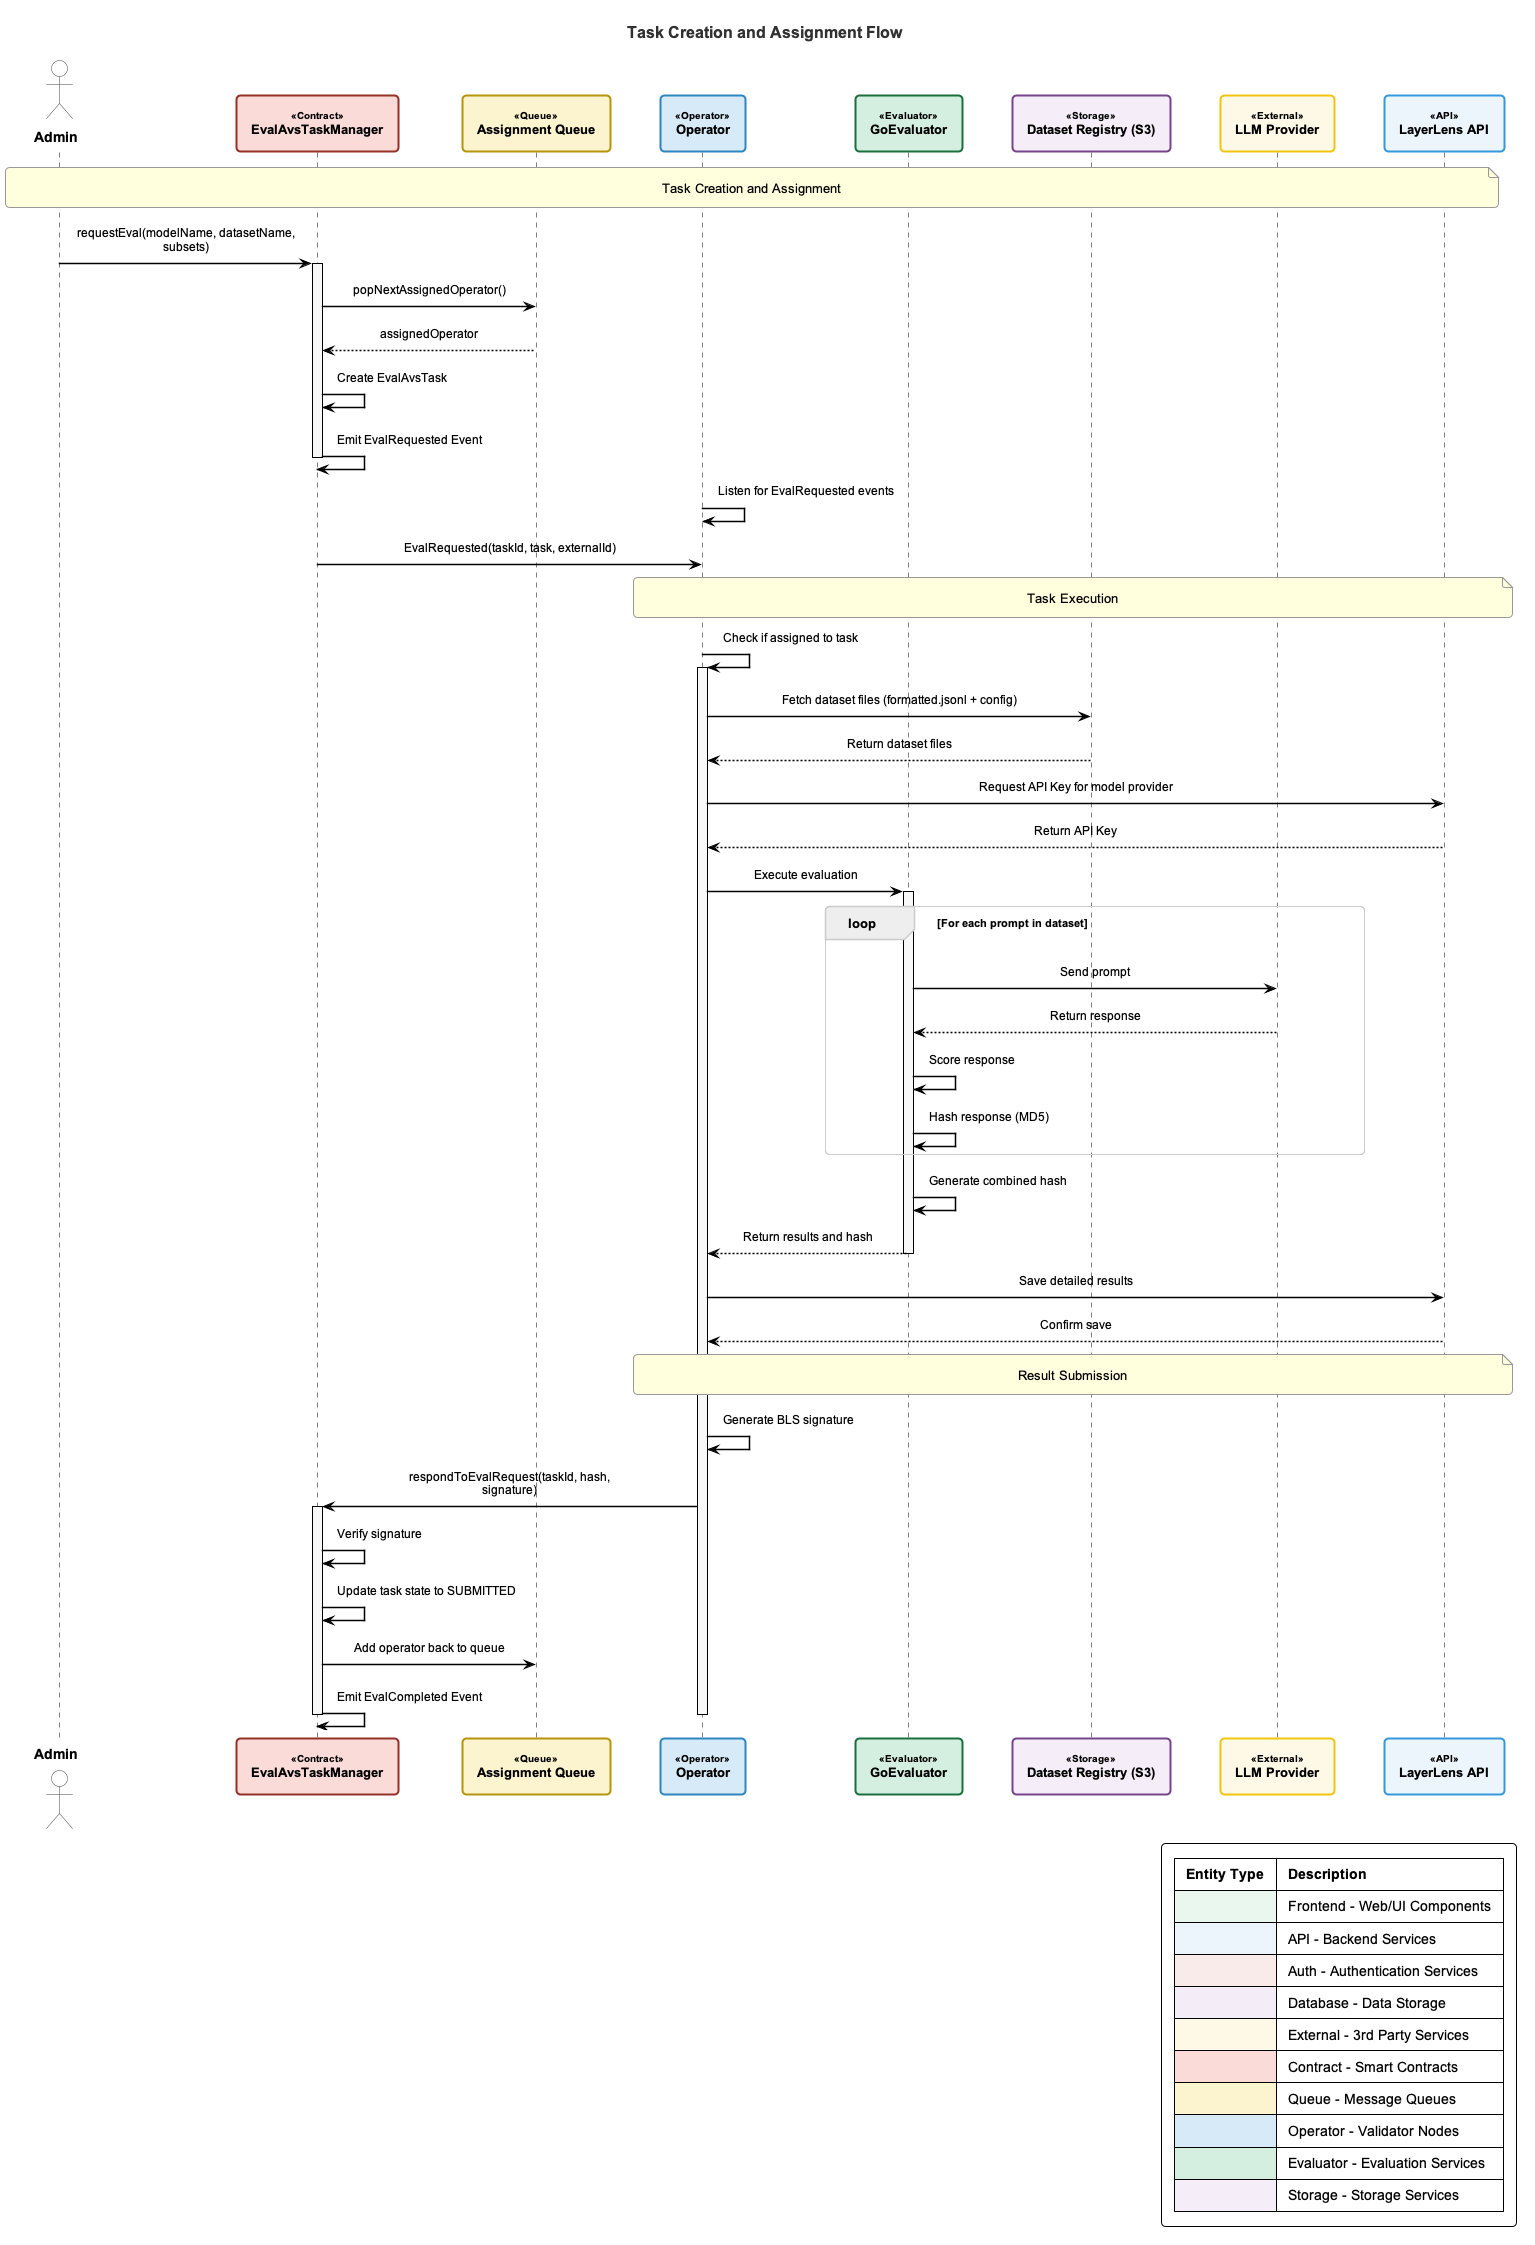 Task Creation and Assignment Flow
Admin
«Contract»
EvalAvsTaskManager
«Queue»
Assignment Queue
«Operator»
Operator
«Evaluator»
GoEvaluator
«Storage»
Dataset Registry (S3)
«External»
LLM Provider
«API»
LayerLens API
Task Creation and Assignment
requestEval(modelName, datasetName,
subsets)
popNextAssignedOperator()
assignedOperator
Create EvalAvsTask
Emit EvalRequested Event
Listen for EvalRequested events
EvalRequested(taskId, task, externalId)
Task Execution
Check if assigned to task
Fetch dataset files (formatted.jsonl + config)
Return dataset files
Request API Key for model provider
Return API Key
Execute evaluation
loop
[For each prompt in dataset]
Send prompt
Return response
Score response
Hash response (MD5)
Generate combined hash
Return results and hash
Save detailed results
Confirm save
Result Submission
Generate BLS signature
respondToEvalRequest(taskId, hash,
signature)
Verify signature
Update task state to SUBMITTED
Add operator back to queue
Emit EvalCompleted Event
Admin
«Contract»
EvalAvsTaskManager
«Queue»
Assignment Queue
«Operator»
Operator
«Evaluator»
GoEvaluator
«Storage»
Dataset Registry (S3)
«External»
LLM Provider
«API»
LayerLens API
Entity Type Description
Frontend - Web/UI Components
API - Backend Services
Auth - Authentication Services
Database - Data Storage
External - 3rd Party Services
Contract - Smart Contracts
Queue - Message Queues
Operator - Validator Nodes
Evaluator - Evaluation Services
Storage - Storage Services